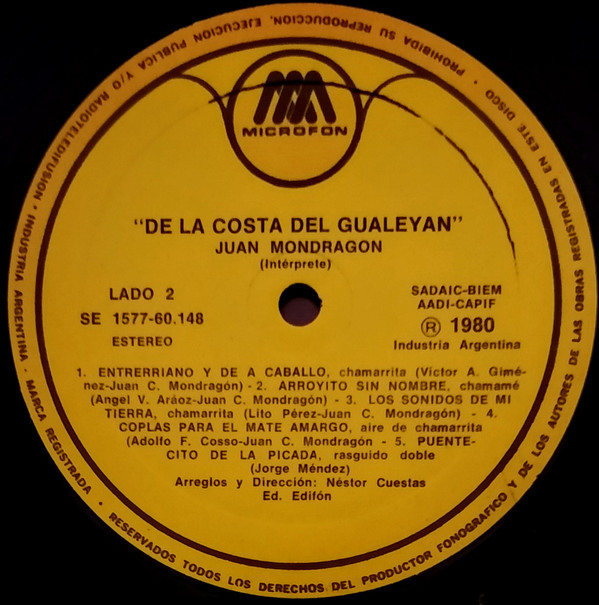 MICROFON
"DE LA COSTA DEL GUALEYAN"
JUAN MONDRAGON
(Intérprete)
LADO 2
SE 1577-60.148
ESTEREO
SADAIC-BIEM
AADI-CAPIF
Ⓟ 1980
Industria Argentina
1. ENTRERRIANO Y DE A CABALLO, chamarrita (Víctor A. Gimé-
nez-Juan C. Mondragón) - 2. ARROYITO SIN NOMBRE, chamamé
(Angel V. Aráoz-Juan C. Mondragón) - 3. LOS SONIDOS DE MI
TIERRA, chamarrita (Lito Pérez-Juan C. Mondragón) - 4.
COPLAS PARA EL MATE AMARGO, aire de chamarrita
(Adolfo F. Cosso-Juan C. Mondragón - 5. PUENTE-
CITO DE LA PICADA, rasguido doble
(Jorge Méndez)
Arreglos y Dirección: Néstor Cuestas
Ed. Edifón
INDUSTRIA ARGENTINA - MARCA REGISTRADA • RESERVADOS TODOS LOS DERECHOS DEL PRODUCTOR FONOGRAFICO Y DE LOS AUTORES DE LAS OBRAS REGISTRADAS EN ESTE DISCO • PROHIBIDA SU REPRODUCCION, EJECUCION PUBLICA Y/O RADIOTELEDIFUSION •